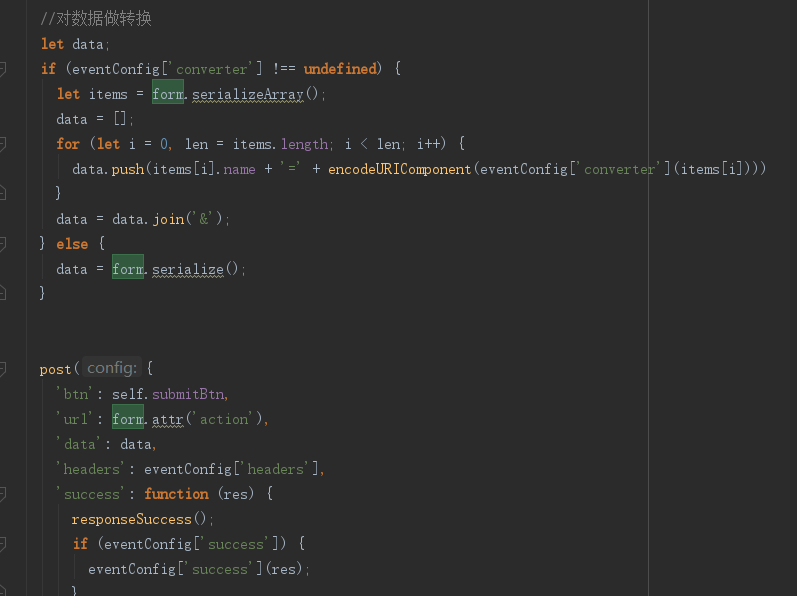 //对数据做转换
let data;
if (eventConfig['converter'] !== undefined) {
let items = form.serializeArray();
data = [];
for (let i = 0, len = items.length; i < len; i++) {
data.push(items[i].name + '=' + encodeURIComponent(eventConfig['converter'](items[i])))
}
data = data.join('&');
} else {
data = form.serialize();
}
post( config: {
'btn': self.submitBtn,
'url': form.attr('action'),
'data': data,
'headers': eventConfig['headers'],
'success': function (res) {
responseSuccess();
if (eventConfig['success']) {
eventConfig['success'](res);
}